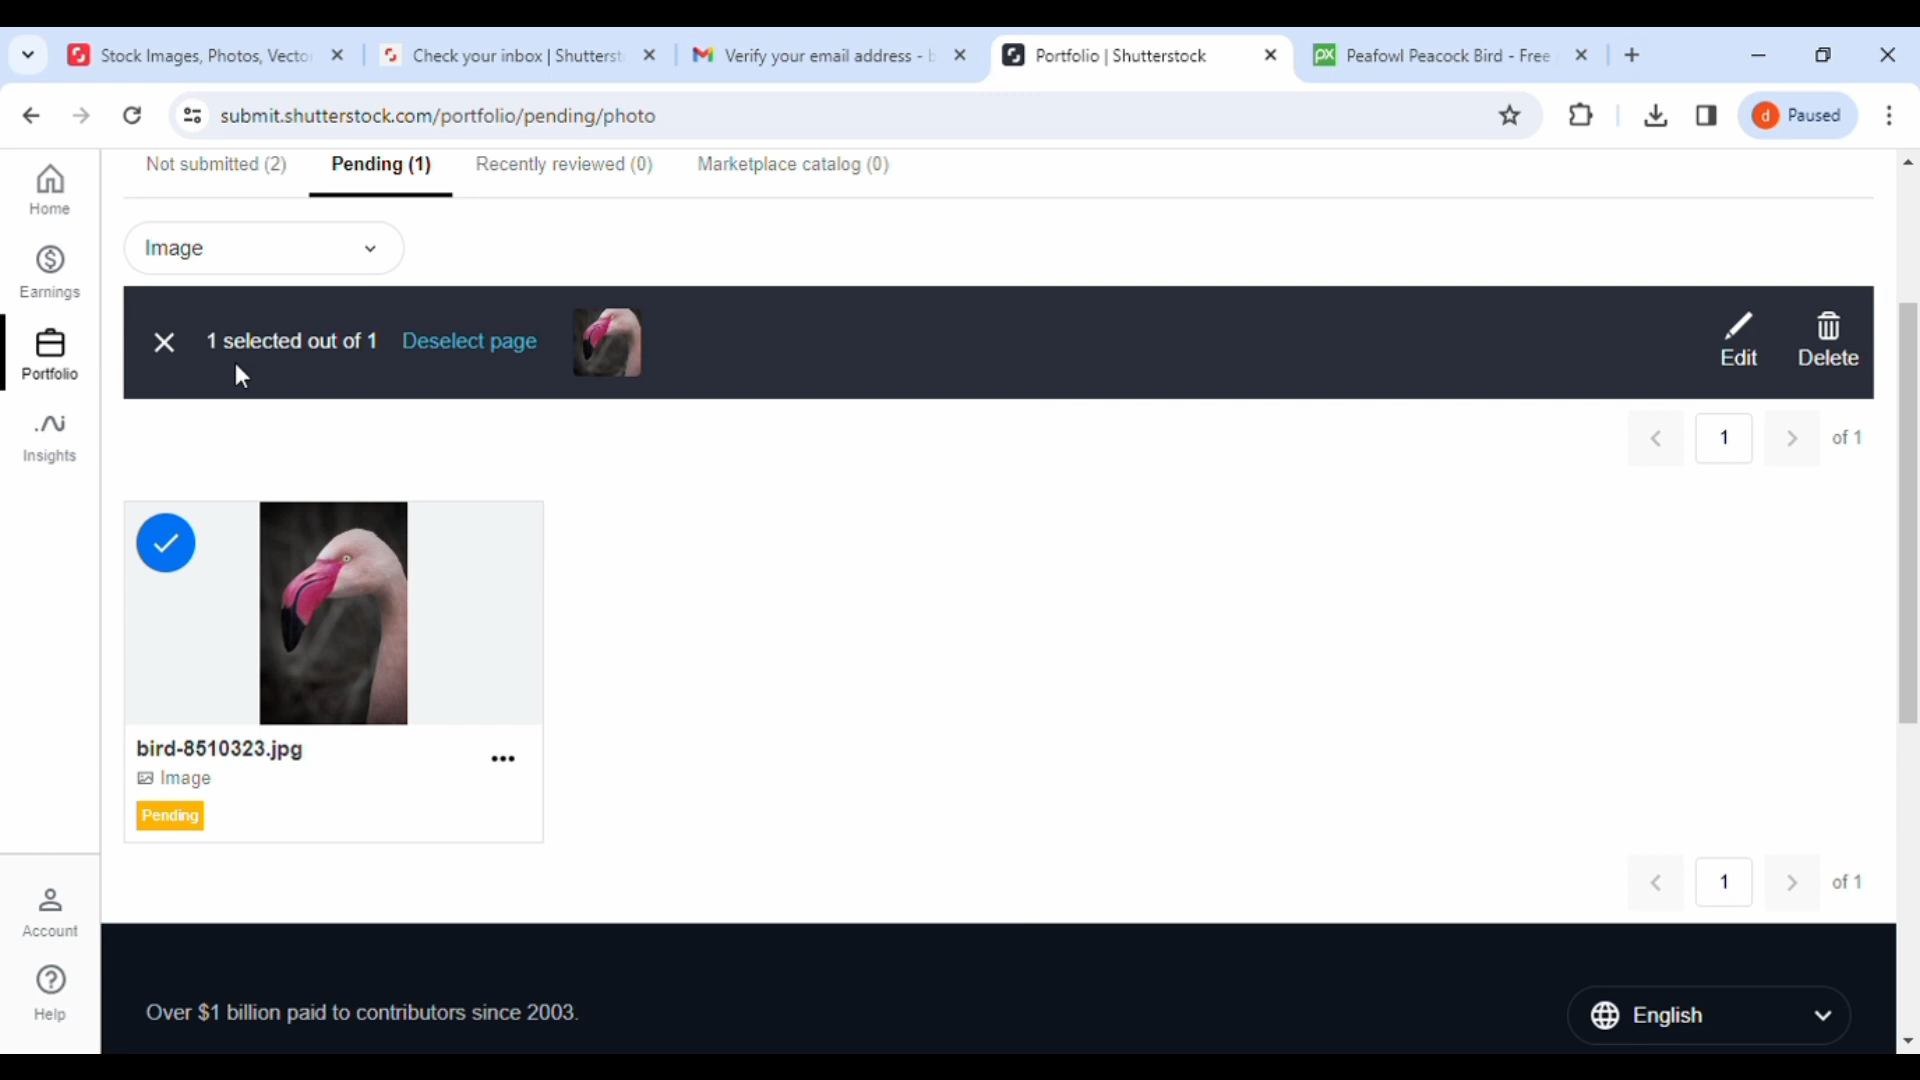 Stock Images, Photos, Vecto
Check your inbox | Shutterst
Verify your email address - b
Portfolio | Shutterstock
Peafowl Peacock Bird - Free
submit.shutterstock.com/portfolio/pending/photo
d Paused
Home
Earnings
Portfolio
Insights
Account
Help
Not submitted (2)
Pending (1)
Recently reviewed (0)
Marketplace catalog (0)
Image
1 selected out of 1
Deselect page
Edit
Delete
1 of 1
bird-8510323.jpg
Image
Pending
1 of 1
Over $1 billion paid to contributors since 2003.
English